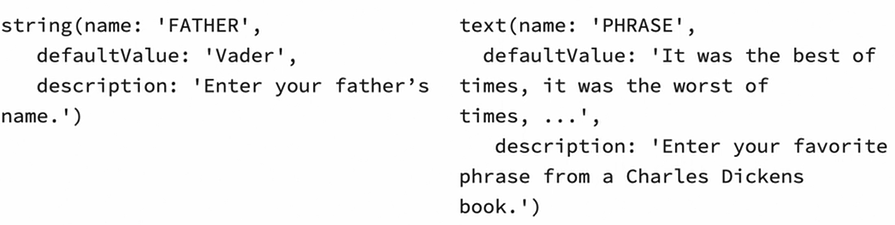 string(name: 'FATHER',
   defaultValue: 'Vader',
   description: 'Enter your father’s
name.')
text(name: 'PHRASE',
  defaultValue: 'It was the best of
times, it was the worst of
times, ...',
   description: 'Enter your favorite
phrase from a Charles Dickens
book.')